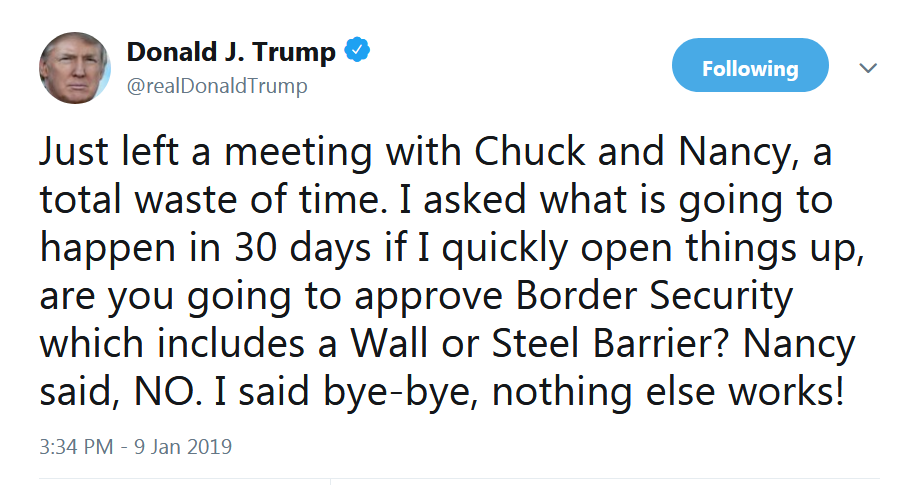 Donald J. Trump
@realDonaldTrump
Following
Just left a meeting with Chuck and Nancy, a
total waste of time. I asked what is going to
happen in 30 days if I quickly open things up,
are you going to approve Border Security
which includes a Wall or Steel Barrier? Nancy
said, NO. I said bye-bye, nothing else works!
3:34 PM - 9 Jan 2019